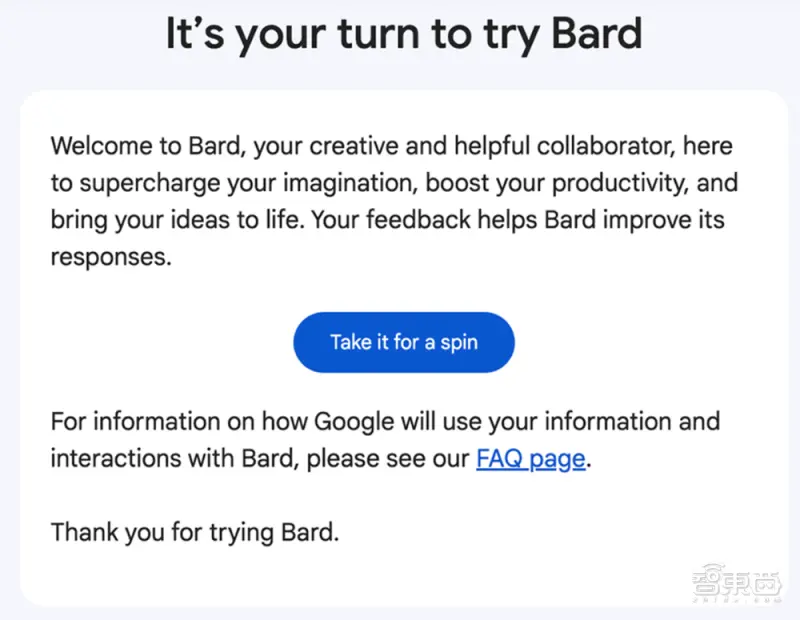 It's your turn to try Bard
Welcome to Bard, your creative and helpful collaborator, here
to supercharge your imagination, boost your productivity, and
bring your ideas to life. Your feedback helps Bard improve its
responses.
Take it for a spin
For information on how Google will use your information and
interactions with Bard, please see our FAQ page.
Thank you for trying Bard.
智東西